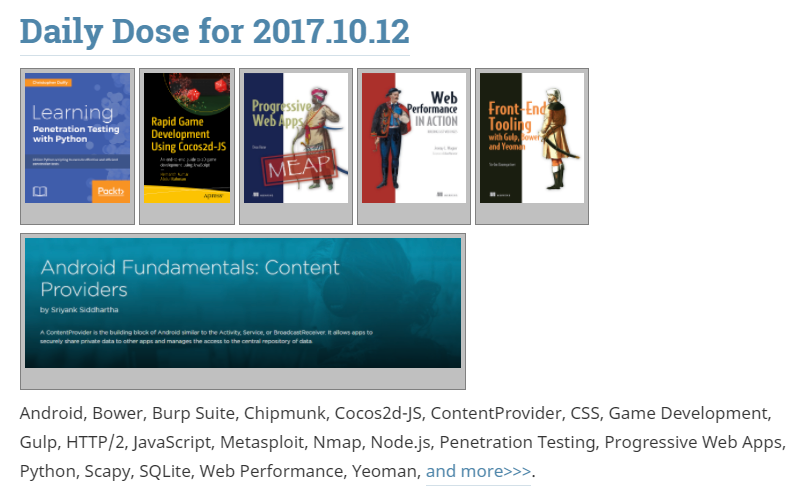 Daily Dose for 2017.10.12
Learning
Penetration Testing
with Python
Packt
Rapid Game
Development
Using Cocos2d-JS
Apress
Progressive
Web Apps
MEAP
Web
Performance
IN ACTION
Front-End
Tooling
with Gulp, Bower,
and Yeoman
Android Fundamentals: Content
Providers
by Sriyank Siddhartha
A ContentProvider is the building block of Android similar to the Activity, Service, or BroadcastReceiver. It allows apps to
securely share private data to other apps and manages the access to the central repository of data.
Android, Bower, Burp Suite, Chipmunk, Cocos2d-JS, ContentProvider, CSS, Game Development,
Gulp, HTTP/2, JavaScript, Metasploit, Nmap, Node.js, Penetration Testing, Progressive Web Apps,
Python, Scapy, SQLite, Web Performance, Yeoman, and more>>>.